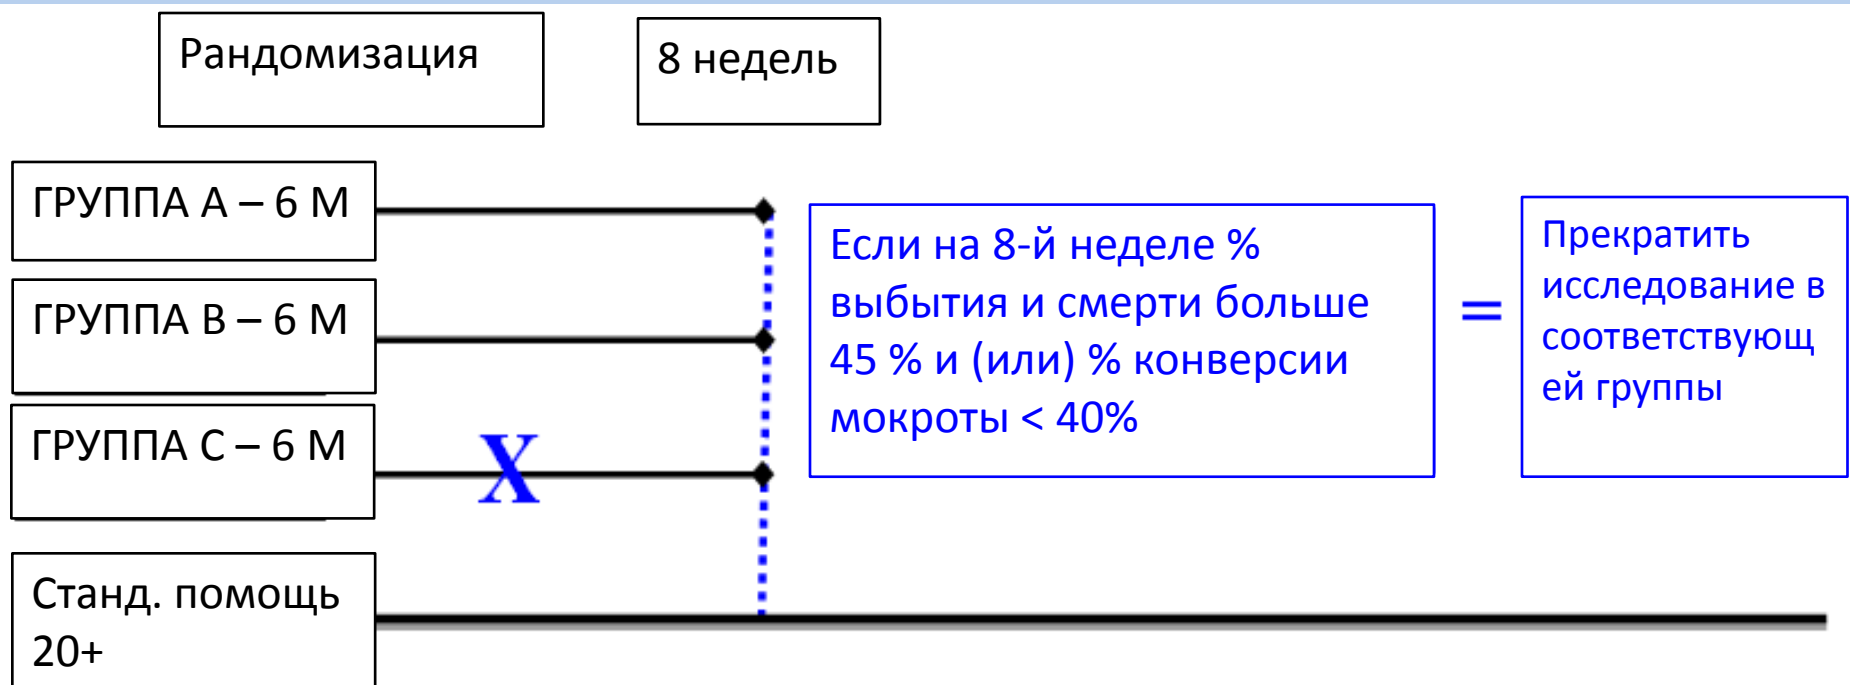 Рандомизация
8 недель
ГРУППА А – 6 М
ГРУППА В – 6 М
ГРУППА С – 6 М
X
Станд. помощь
20+
Если на 8-й неделе %
выбытия и смерти больше
45 % и (или) % конверсии
мокроты < 40%
=
Прекратить
исследование в
соответствующ
ей группы